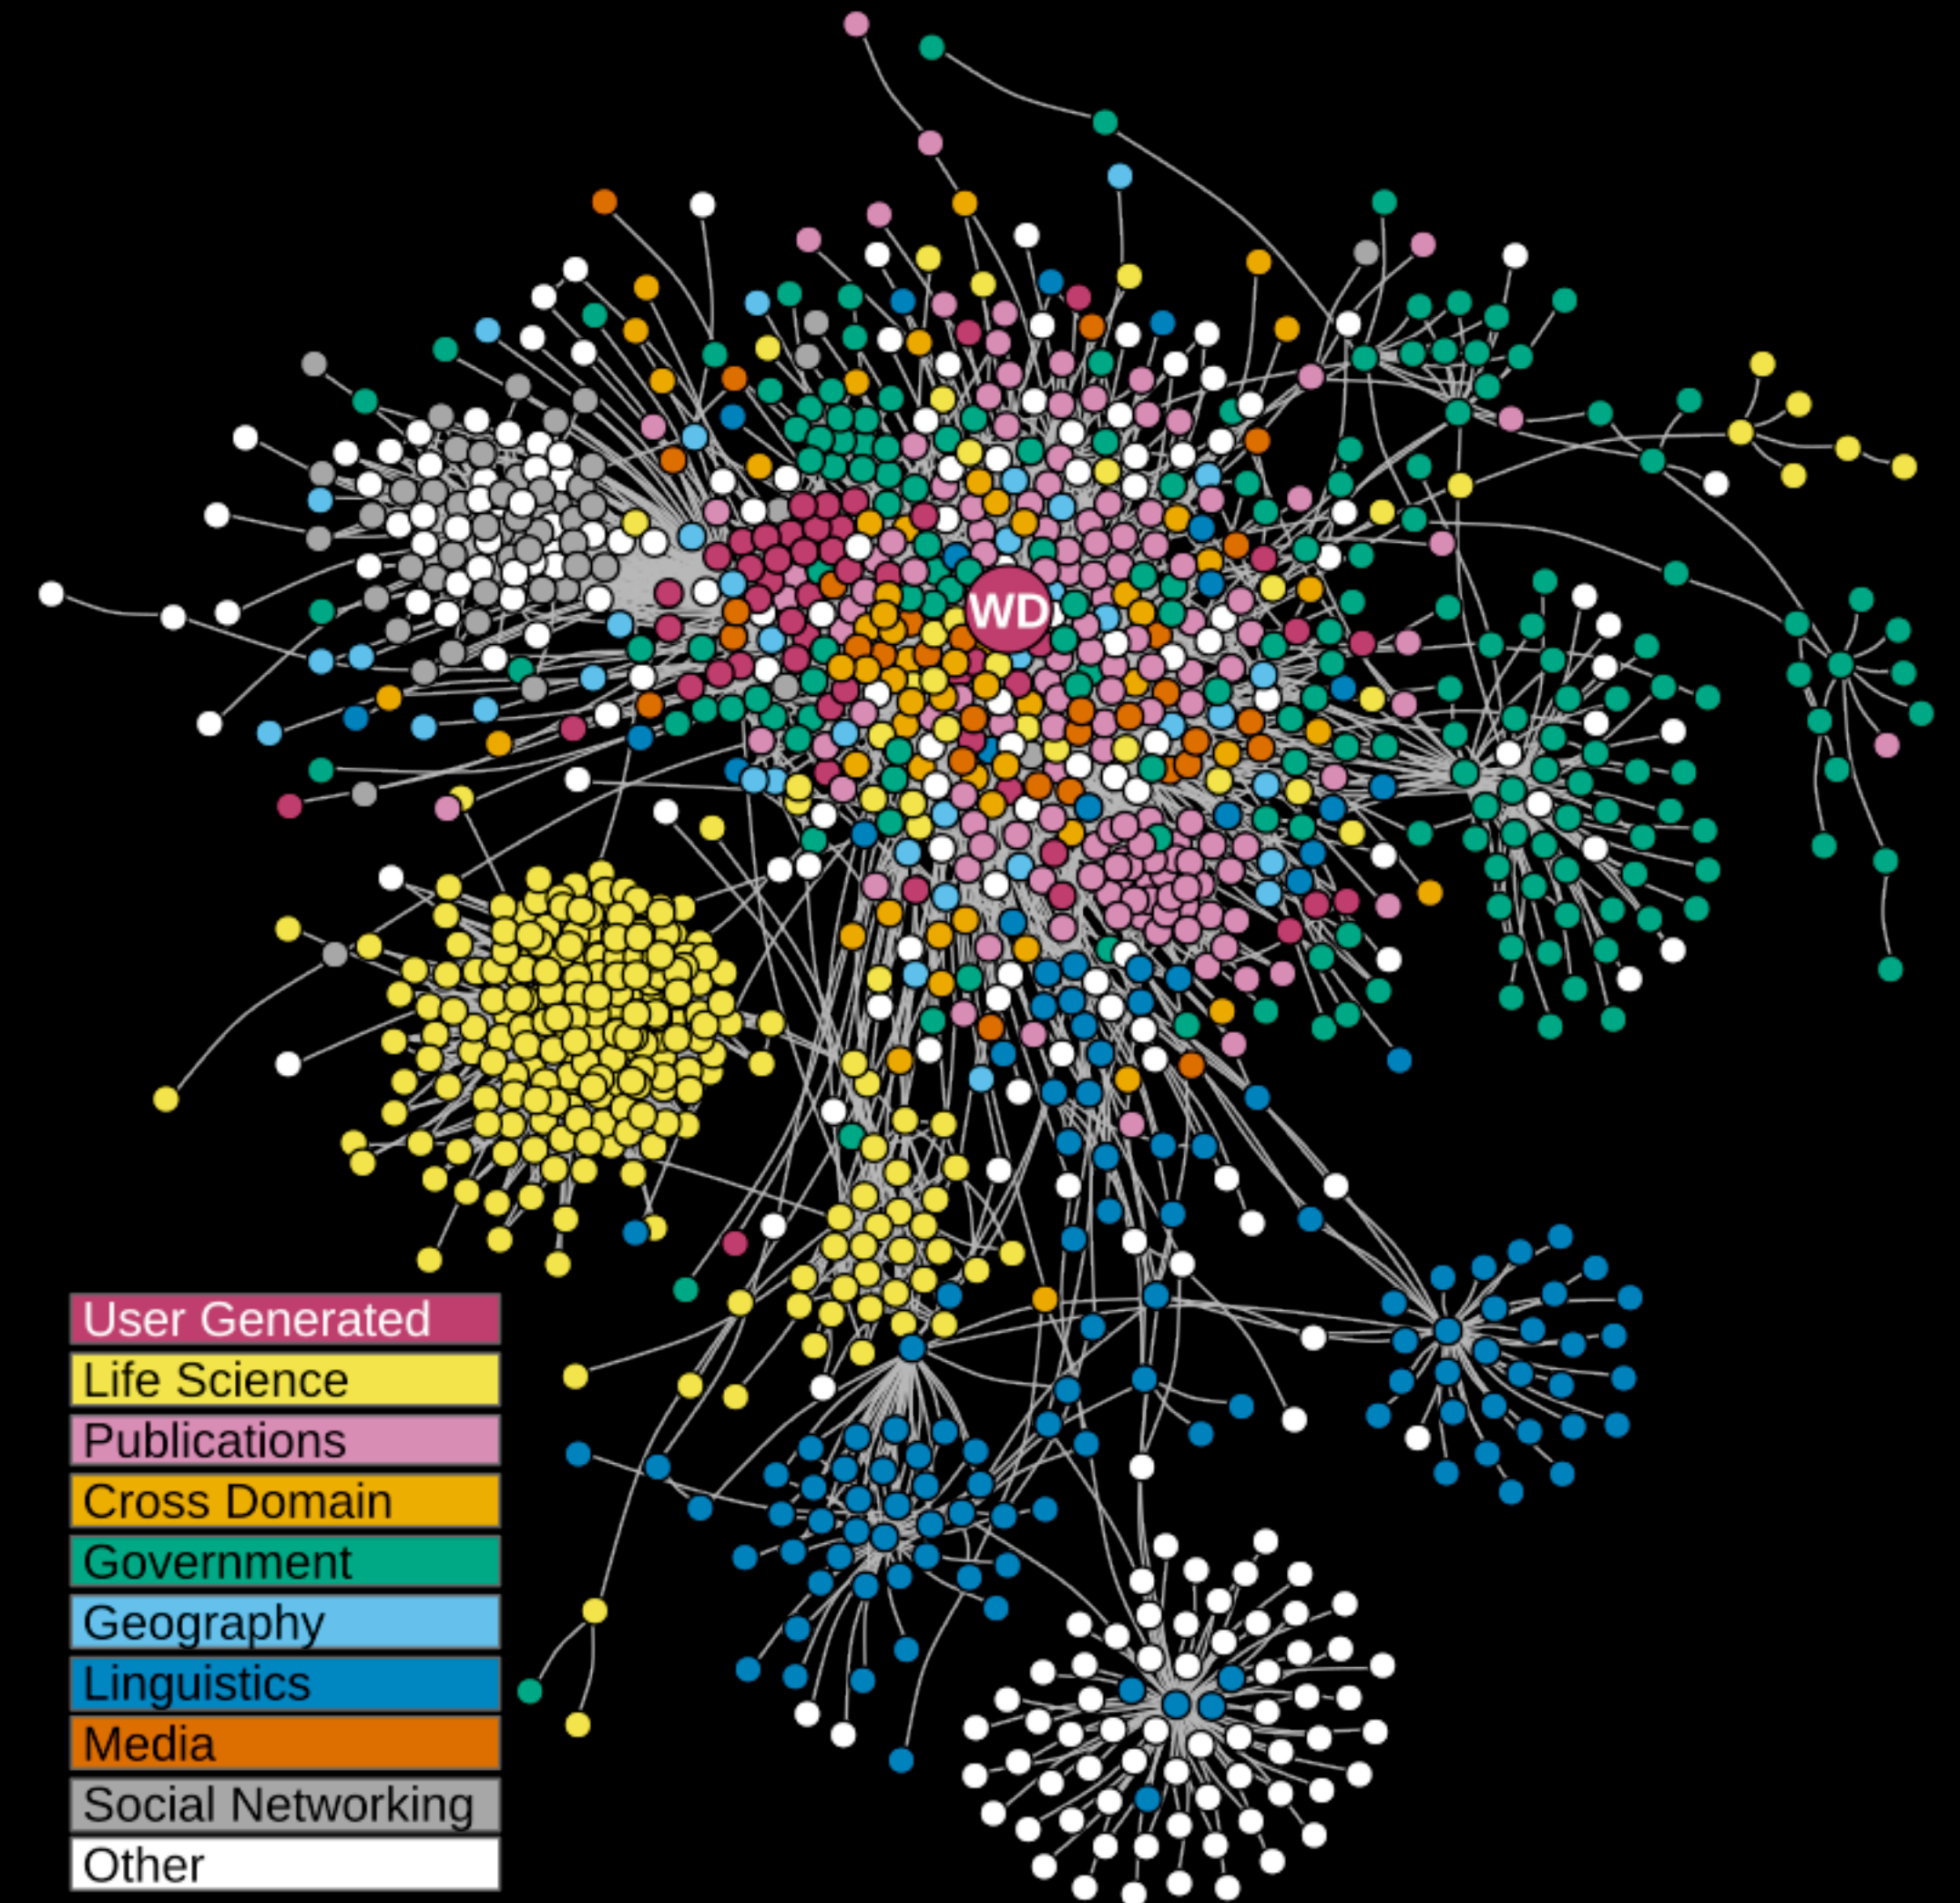 WD
User Generated
Life Science
Publications
Cross Domain
Government
Geography
Linguistics
Media
Social Networking
Other